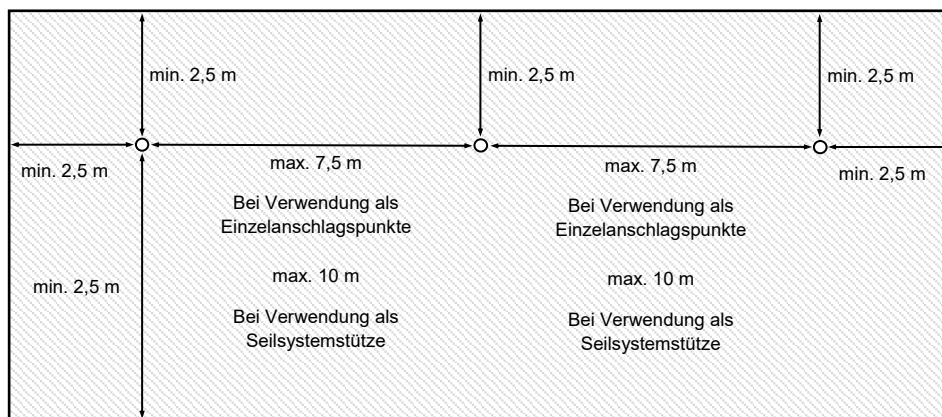 min. 2,5 m
min. 2,5 m
min. 2,5 m
min. 2,5 m
max. 7,5 m
max. 7,5 m
min. 2,5 m
Bei Verwendung als
Einzelanschlagspunkte
Bei Verwendung als
Einzelanschlagspunkte
min. 2,5 m
max. 10 m
max. 10 m
Bei Verwendung als
Seilsystemstütze
Bei Verwendung als
Seilsystemstütze